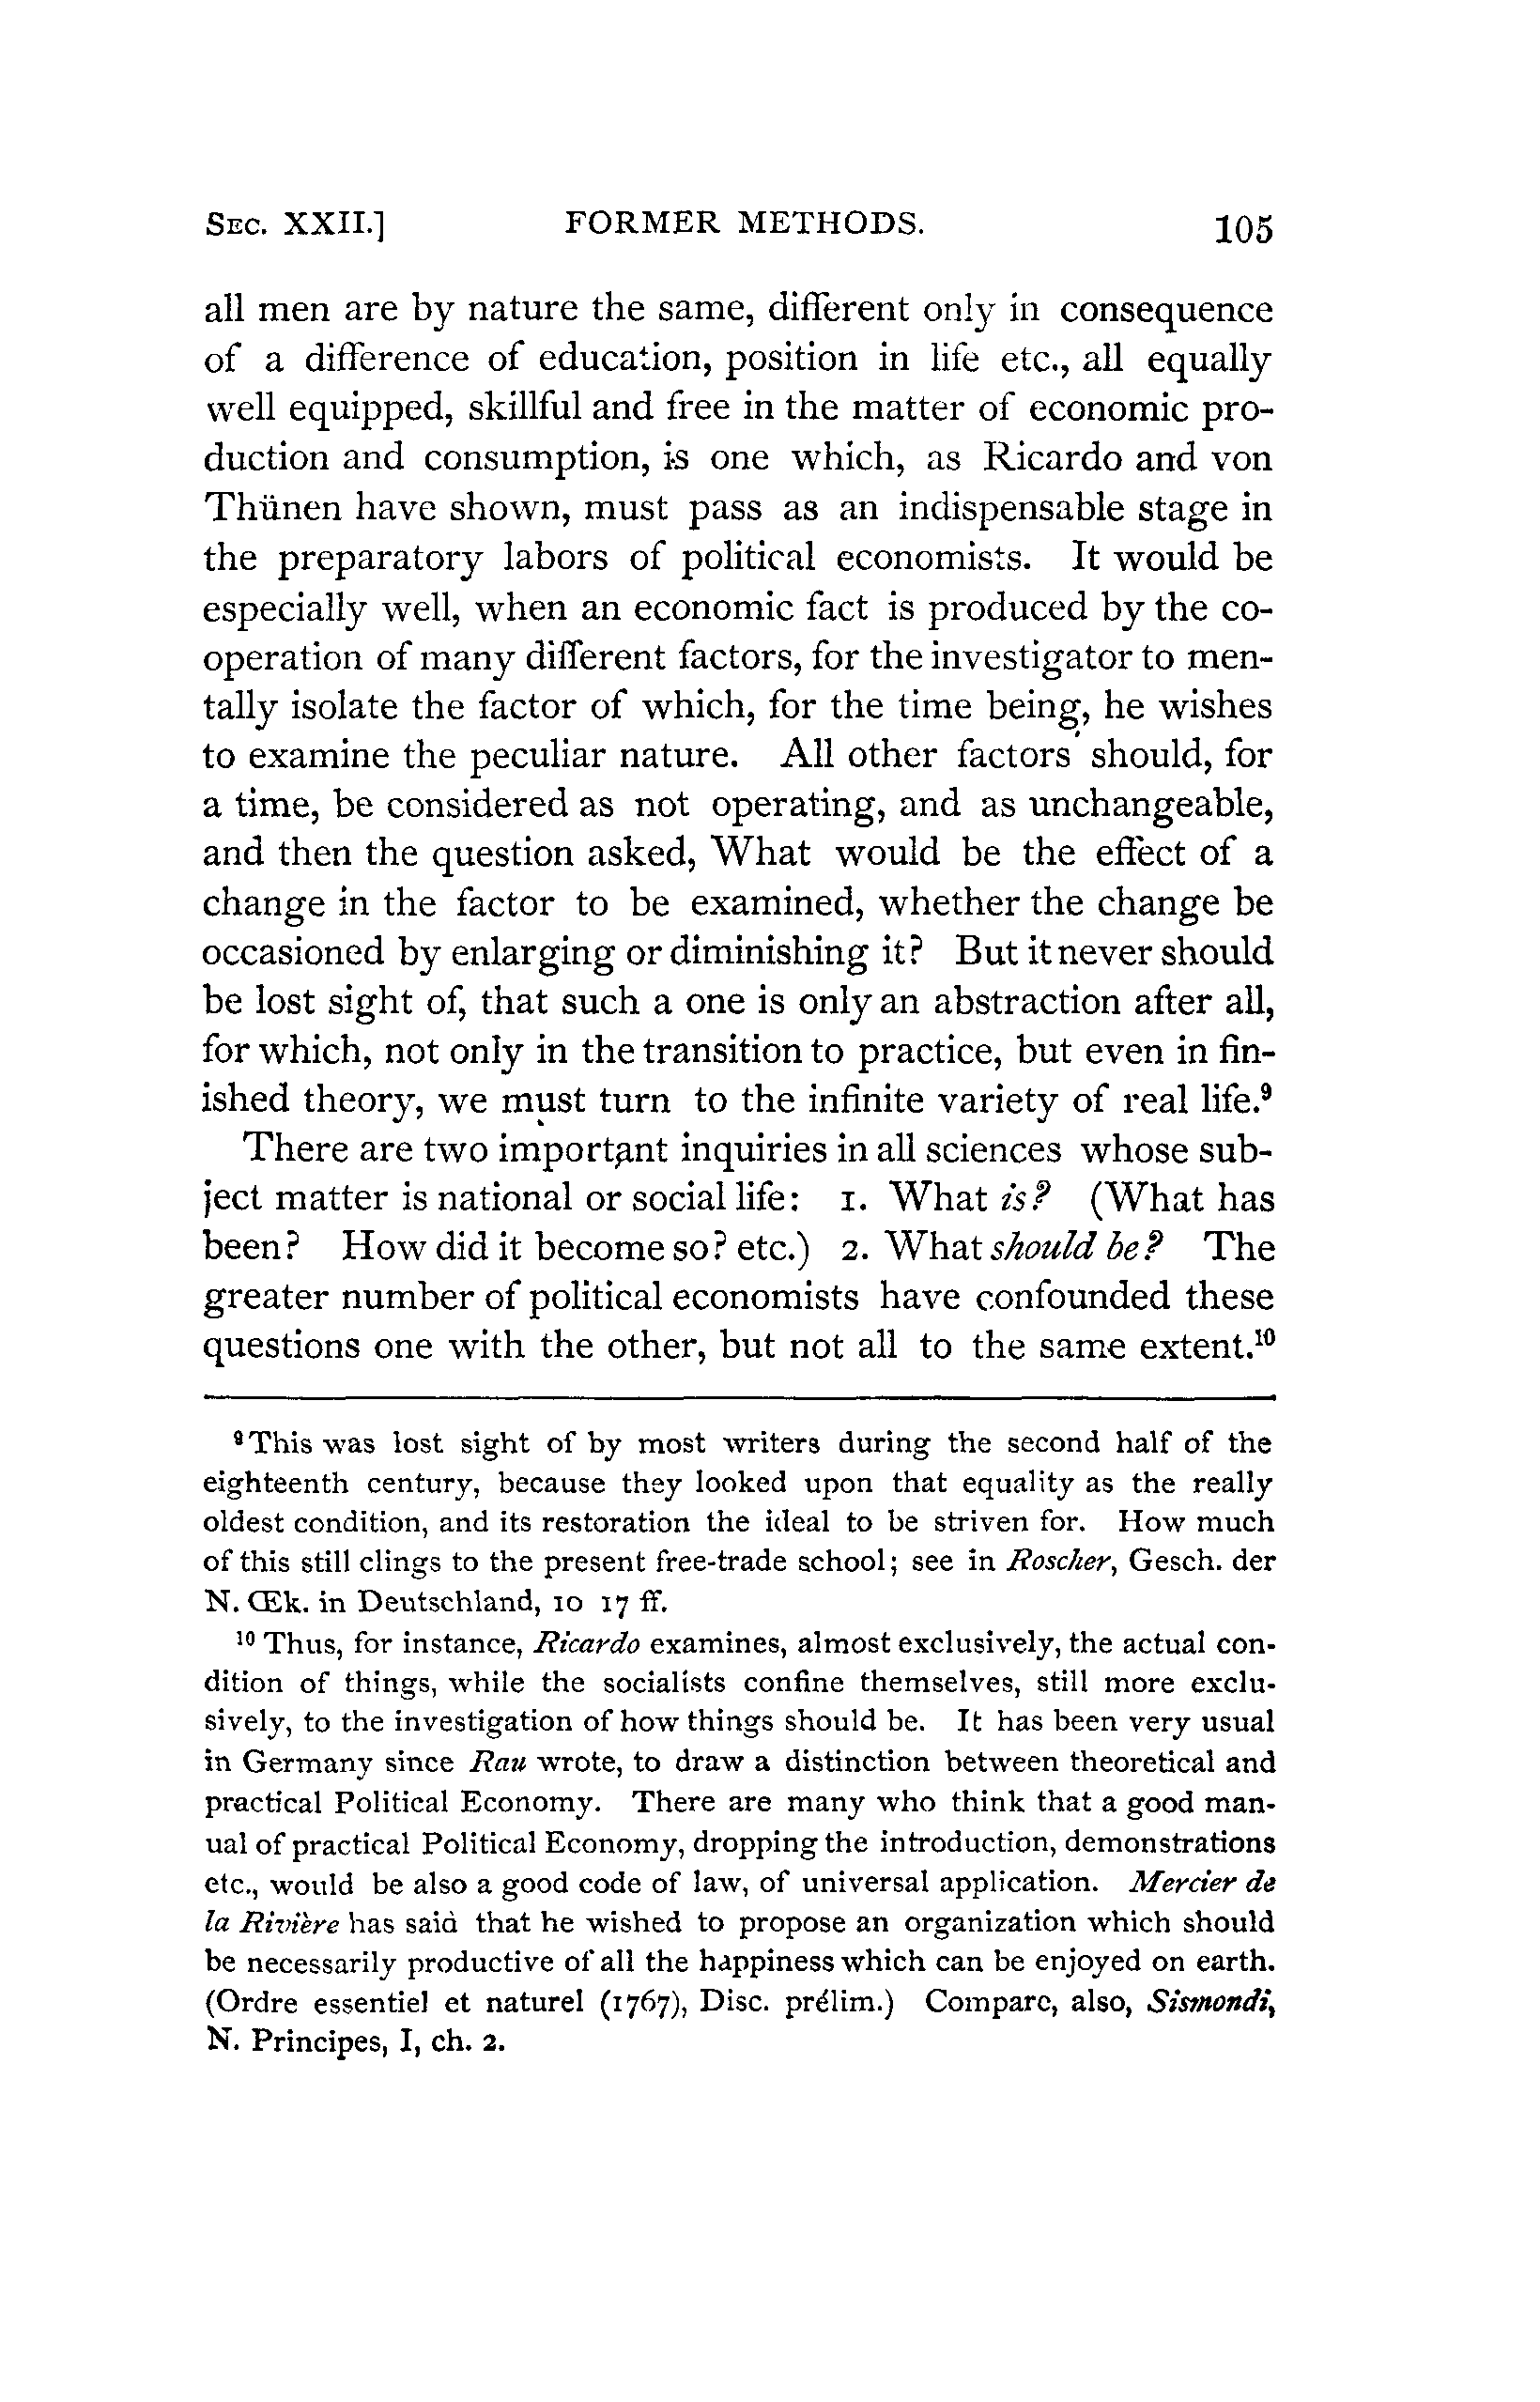 SEC. XXII.] FORMER METHODS. 105
all men are by nature the same, different only in consequence
of a difference of education, position in life etc., all equally
well equipped, skillful and free in the matter of economic pro-
duction and consumption, is one which, as Ricardo and von
Thünen have shown, must pass as an indispensable stage in
the preparatory labors of political economists. It would be
especially well, when an economic fact is produced by the co-
operation of many different factors, for the investigator to men-
tally isolate the factor of which, for the time being, he wishes
to examine the peculiar nature. All other factors should, for
a time, be considered as not operating, and as unchangeable,
and then the question asked, What would be the effect of a
change in the factor to be examined, whether the change be
occasioned by enlarging or diminishing it? But it never should
be lost sight of, that such a one is only an abstraction after all,
for which, not only in the transition to practice, but even in fin-
ished theory, we must turn to the infinite variety of real life.⁹
There are two important inquiries in all sciences whose sub-
ject matter is national or social life: 1. What is? (What has
been? How did it become so? etc.) 2. What should be? The
greater number of political economists have confounded these
questions one with the other, but not all to the same extent.¹⁰
⁹ This was lost sight of by most writers during the second half of the
eighteenth century, because they looked upon that equality as the really
oldest condition, and its restoration the ideal to be striven for. How much
of this still clings to the present free-trade school; see in Roscher, Gesch. der
N. Œk. in Deutschland, 10 17 ff.
¹⁰ Thus, for instance, Ricardo examines, almost exclusively, the actual con-
dition of things, while the socialists confine themselves, still more exclu-
sively, to the investigation of how things should be. It has been very usual
in Germany since Rau wrote, to draw a distinction between theoretical and
practical Political Economy. There are many who think that a good man-
ual of practical Political Economy, dropping the introduction, demonstrations
etc., would be also a good code of law, of universal application. Mercier de
la Rivière has said that he wished to propose an organization which should
be necessarily productive of all the happiness which can be enjoyed on earth.
(Ordre essentiel et naturel (1767), Disc. prélim.) Compare, also, Sismondi,
N. Principes, I, ch. 2.